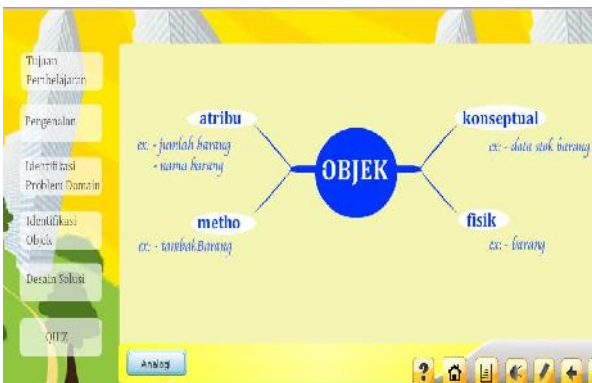 Tujuan
Pembelajaran
Pengenalan
Identifikasi
Problem Domain
Identifikasi
Objek
Desain Solusi
QUIZ
atribu
ex: - jumlah barang
- nama barang
metho
ex: - tambahBarang
OBJEK
konseptual
ex: - data stok barang
fisik
ex: - barang
Analogi
?